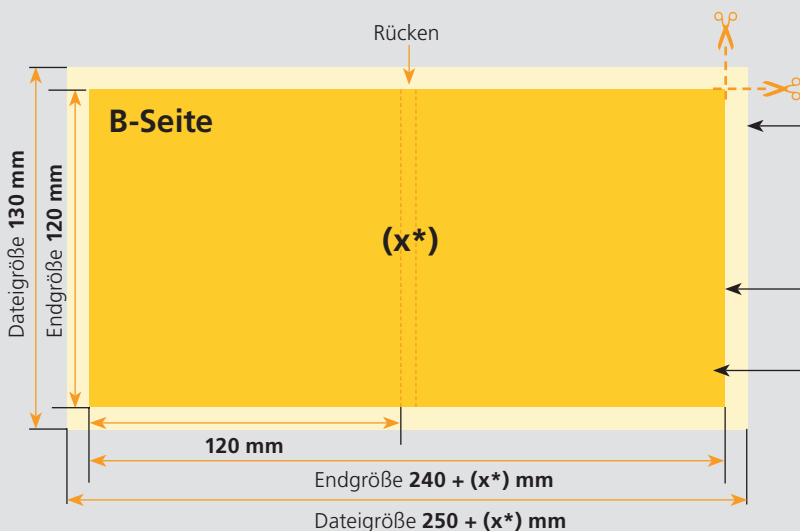 Rücken
B-Seite
Dateigröße 130 mm
Endgröße 120 mm
(x*)
120 mm
Endgröße 240 + (x*) mm
Dateigröße 250 + (x*) mm